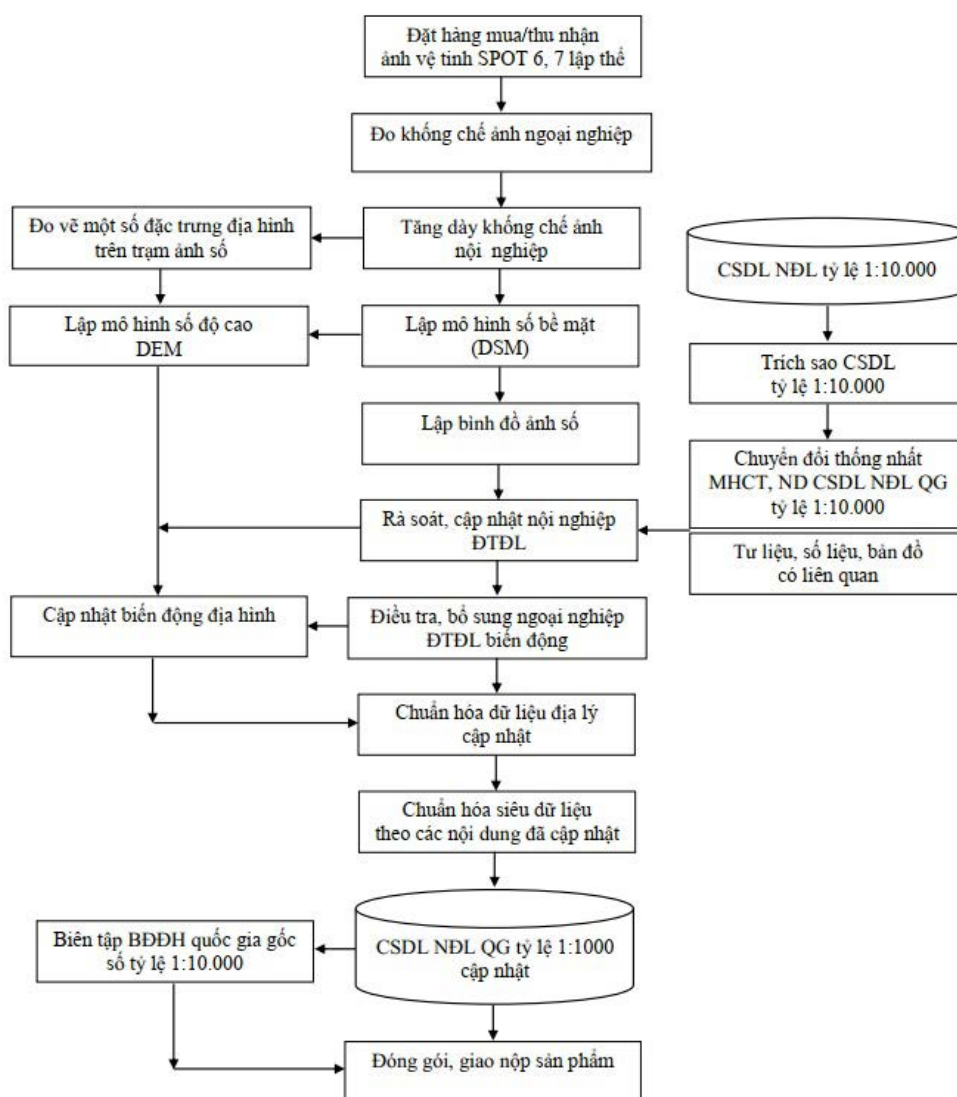 Đặt hàng mua/thu nhận
ảnh vệ tinh SPOT 6, 7 lập thể
Đo khống chế ảnh ngoại nghiệp
Đo vẽ một số đặc trưng địa hình
trên trạm ảnh số
Tăng dày khống chế ảnh
nội nghiệp
CSDL NĐL tỷ lệ 1:10.000
Lập mô hình số độ cao
DEM
Lập mô hình số bề mặt
(DSM)
Trích sao CSDL
tỷ lệ 1:10.000
Lập bình đồ ảnh số
Chuyển đổi thống nhất
MHCT, ND CSDL NĐL QG
tỷ lệ 1:10.000
Rà soát, cập nhật nội nghiệp
ĐTĐL
Tư liệu, số liệu, bản đồ
có liên quan
Cập nhật biến động địa hình
Điều tra, bổ sung ngoại nghiệp
ĐTĐL biến động
Chuẩn hóa dữ liệu địa lý
cập nhật
Chuẩn hóa siêu dữ liệu
theo các nội dung đã cập nhật
Biên tập BĐĐH quốc gia gốc
số tỷ lệ 1:10.000
CSDL NĐL QG tỷ lệ 1:1000
cập nhật
Đóng gói, giao nộp sản phẩm